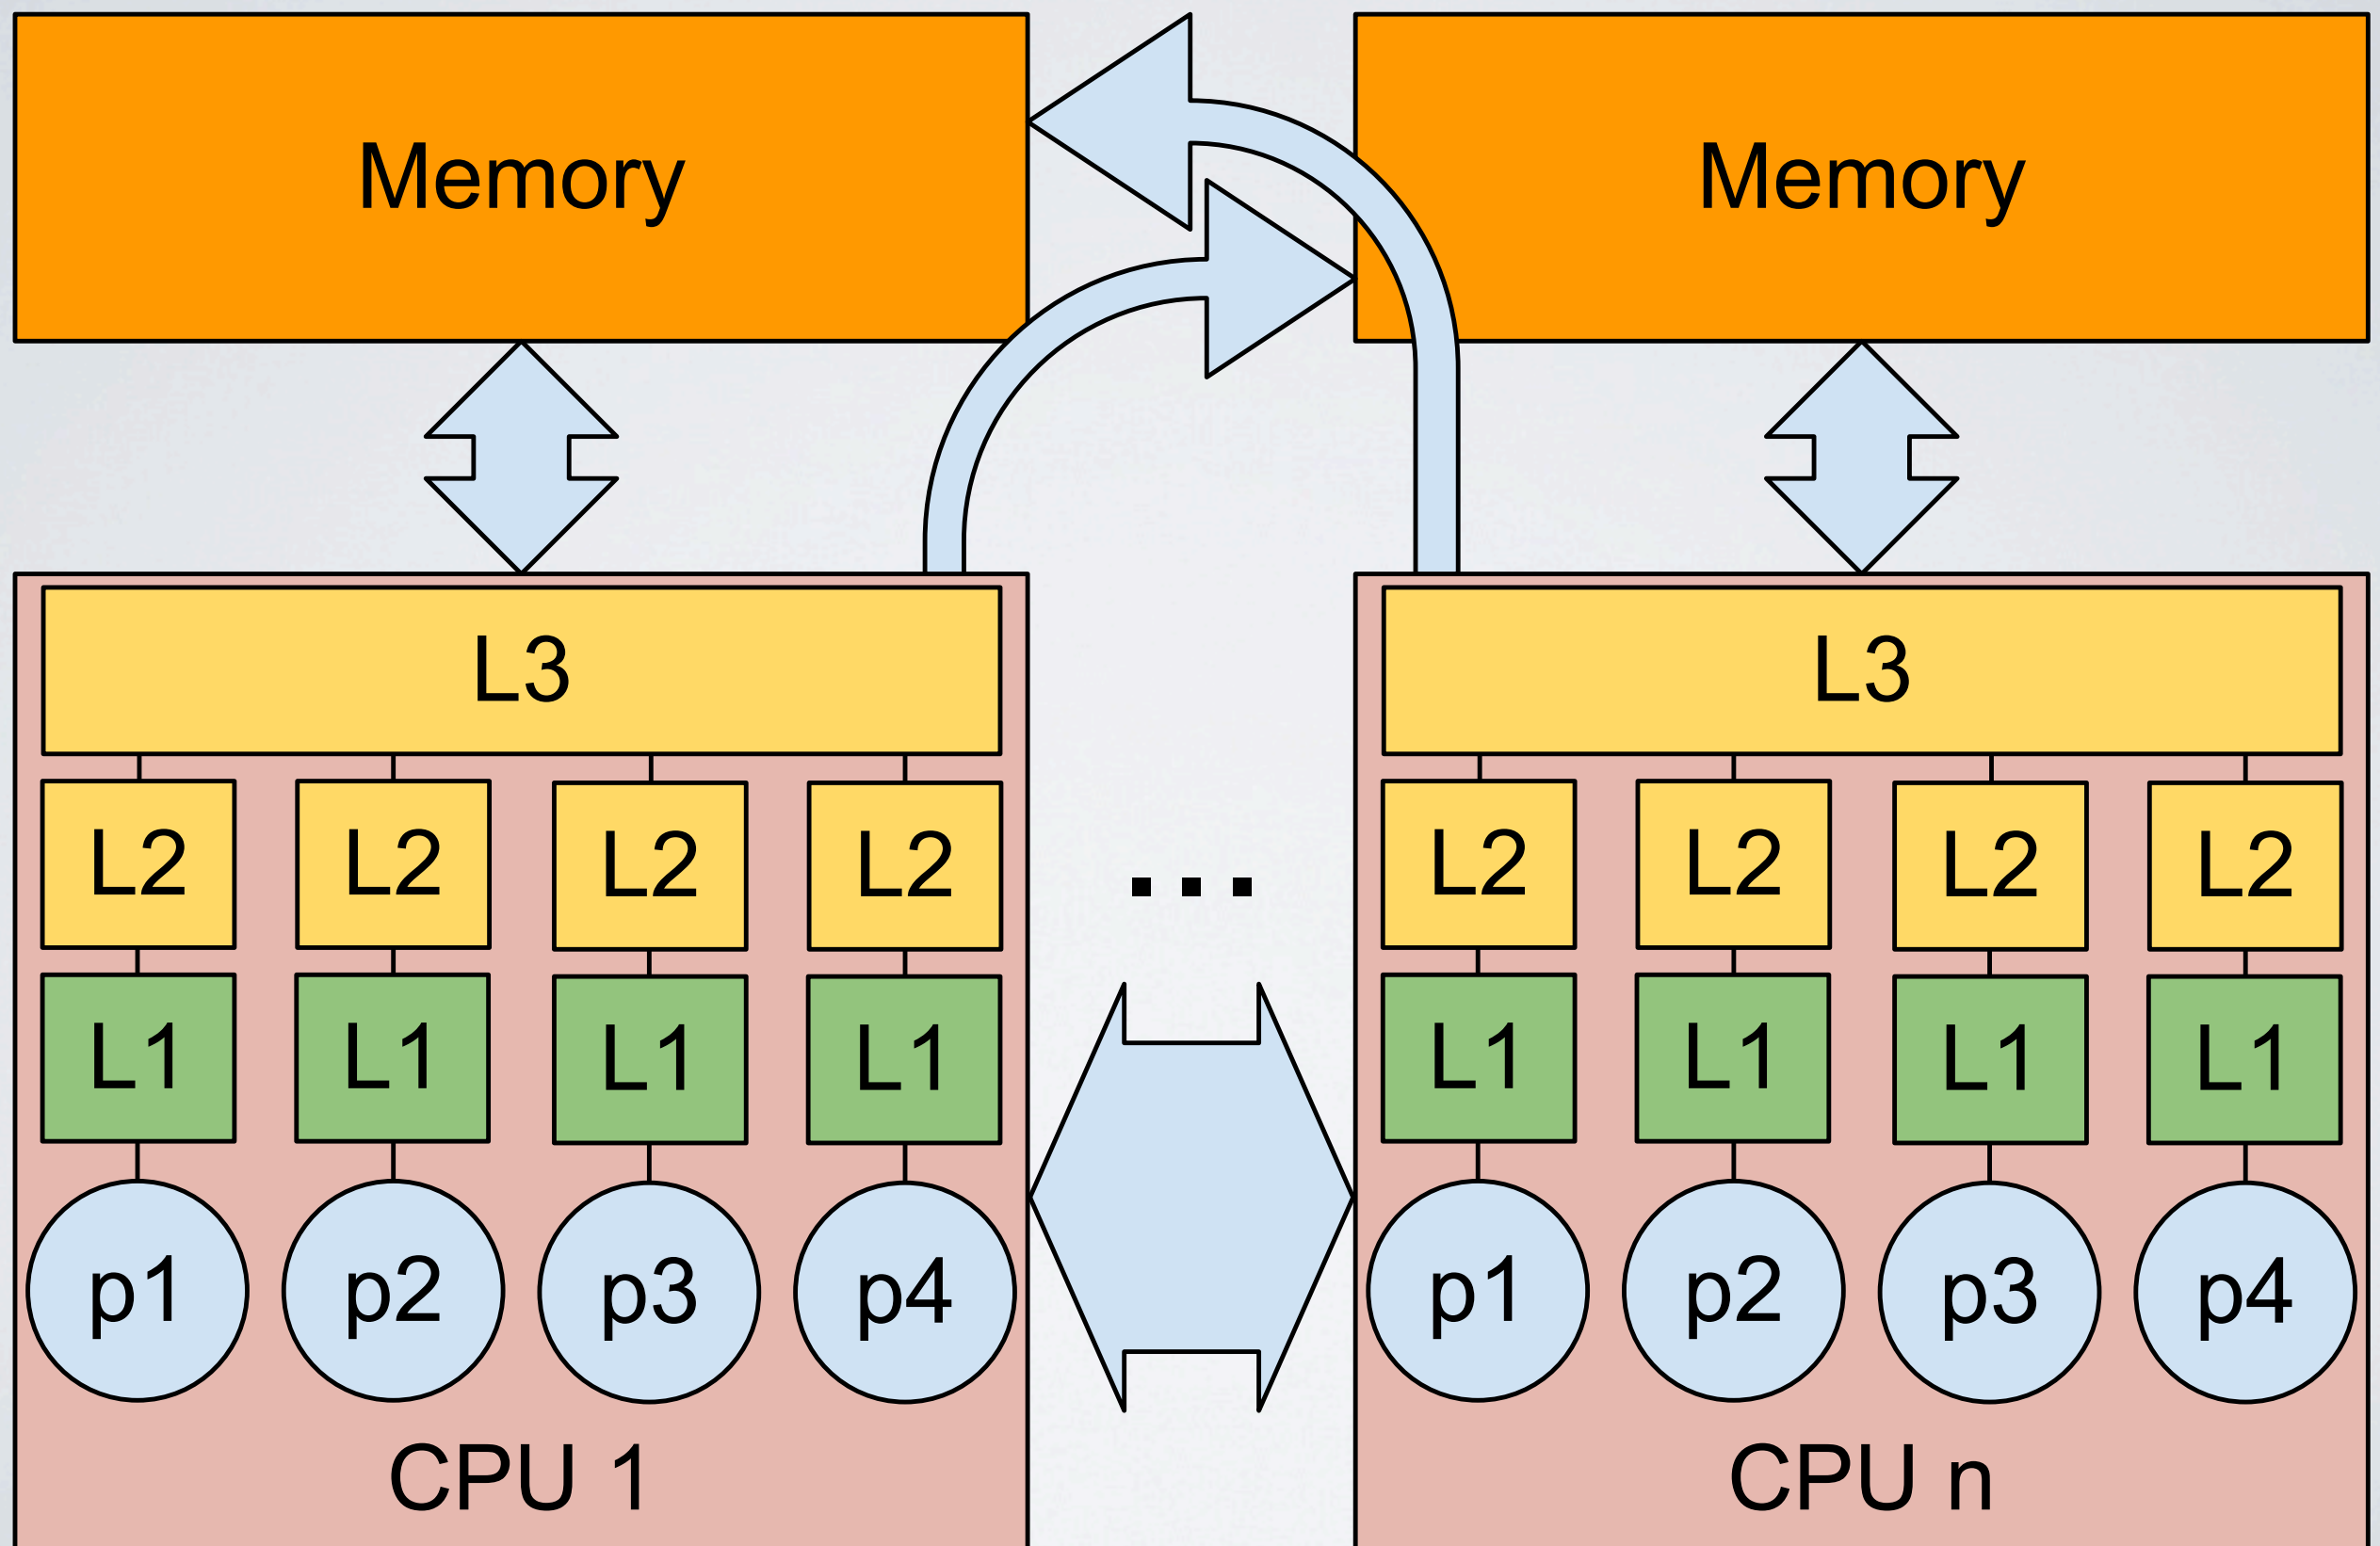 Memory Memory
L3 L3
L2 L2 L2 L2 L2 L2 L2 L2
...
L1 L1 L1 L1 L1 L1 L1 L1
p1 p2 p3 p4 p1 p2 p3 p4
CPU 1 CPU n